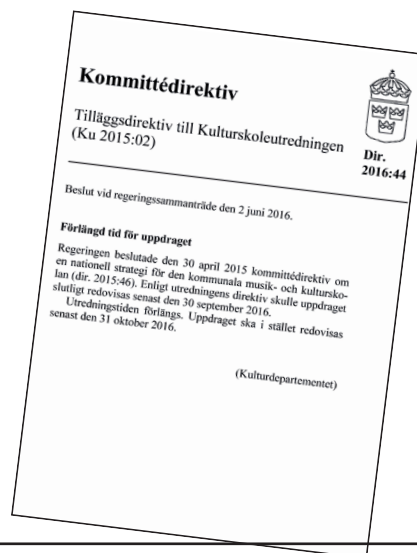 Kommittédirektiv
Tilläggsdirektiv till Kulturskoleutredningen
(Ku 2015:02)
Dir.
2016:44
Beslut vid regeringssammanträde den 2 juni 2016.
Förlängd tid för uppdraget
Regeringen beslutade den 30 april 2015 kommittédirektiv om
en nationell strategi för den kommunala musik- och kultursko-
lan (dir. 2015:46). Enligt utredningens direktiv skulle uppdraget
slutligt redovisas senast den 30 september 2016.
Utredningstiden förlängs. Uppdraget ska i stället redovisas
senast den 31 oktober 2016.
(Kulturdepartementet)